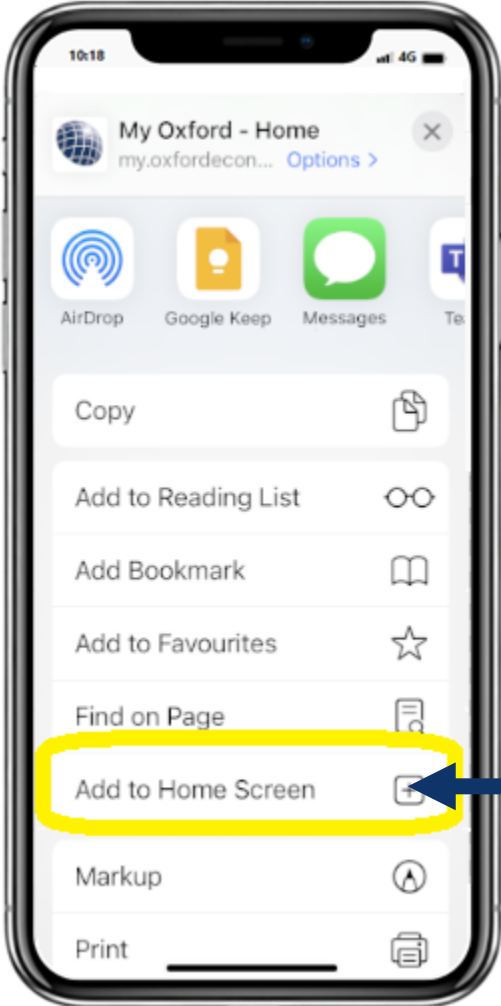 10:18
4G
My Oxford - Home
my.oxfordecon... Options >
AirDrop
Google Keep
Messages
Copy
Add to Reading List
Add Bookmark
Add to Favourites
Find on Page
Add to Home Screen
Markup
Print